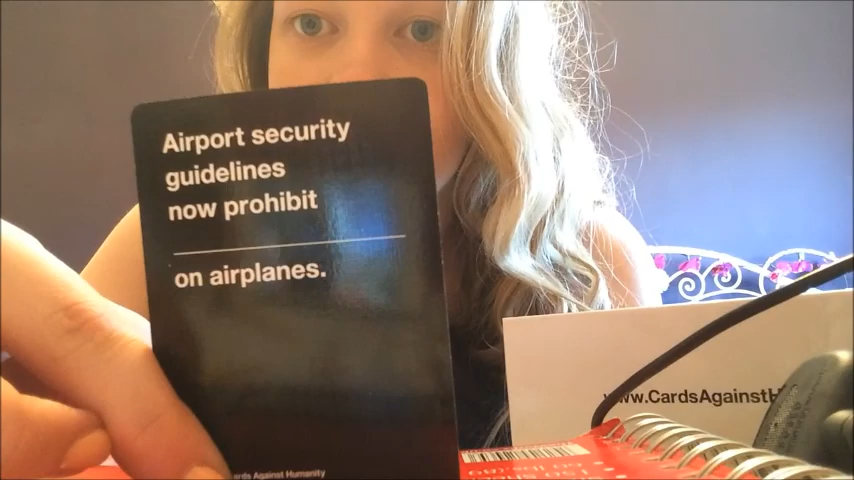 Airport security
guidelines
now prohibit
on airplanes.
Cards Against Humanity
www.CardsAgainstH